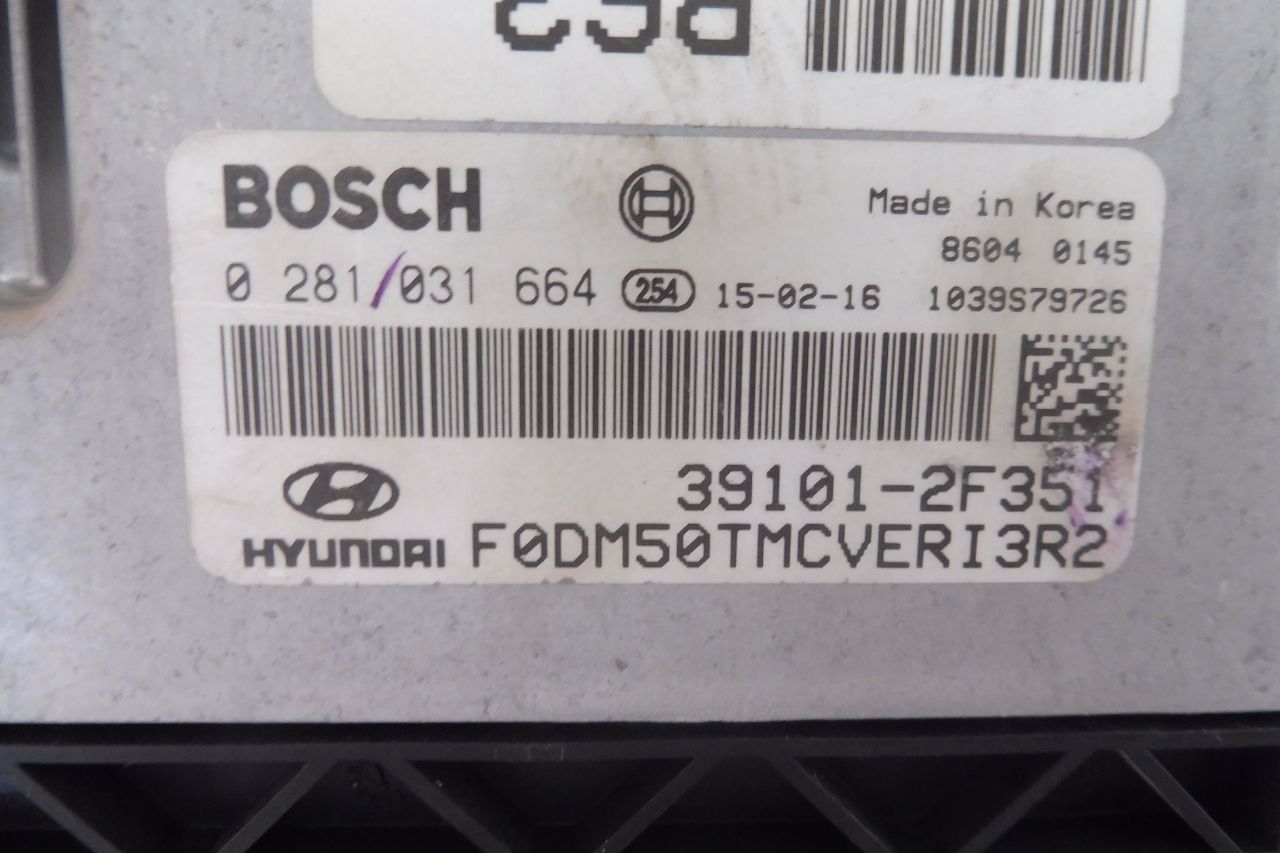 BOSCH
Made in Korea
8604 0145
0 281/031 664 254 15-02-16 1039S79726
39101-2F351
HYUNDAI F0DM50TMCVERI3R2